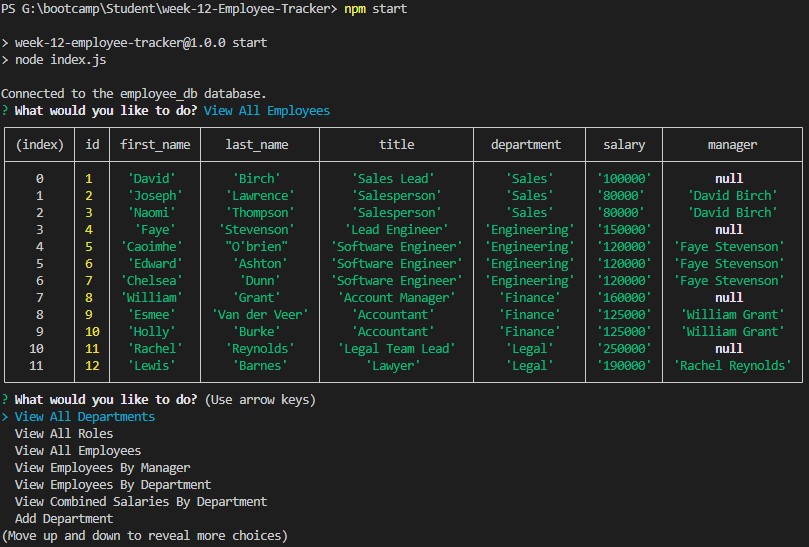 PS G:\bootcamp\Student\week-12-Employee-Tracker> npm start
> week-12-employee-tracker@1.0.0 start
> node index.js
Connected to the employee_db database.
? What would you like to do? View All Employees
(index) id first_name last_name title department salary manager
0 1 'David' 'Birch' 'Sales Lead' 'Sales' '100000' null
1 2 'Joseph' 'Lawrence' 'Salesperson' 'Sales' '80000' 'David Birch'
2 3 'Naomi' 'Thompson' 'Salesperson' 'Sales' '80000' 'David Birch'
3 4 'Faye' 'Stevenson' 'Lead Engineer' 'Engineering' '150000' null
4 5 'Caoimhe' "O'brien" 'Software Engineer' 'Engineering' '120000' 'Faye Stevenson'
5 6 'Edward' 'Ashton' 'Software Engineer' 'Engineering' '120000' 'Faye Stevenson'
6 7 'Chelsea' 'Dunn' 'Software Engineer' 'Engineering' '120000' 'Faye Stevenson'
7 8 'William' 'Grant' 'Account Manager' 'Finance' '160000' null
8 9 'Esmee' 'Van der Veer' 'Accountant' 'Finance' '125000' 'William Grant'
9 10 'Holly' 'Burke' 'Accountant' 'Finance' '125000' 'William Grant'
10 11 'Rachel' 'Reynolds' 'Legal Team Lead' 'Legal' '250000' null
11 12 'Lewis' 'Barnes' 'Lawyer' 'Legal' '190000' 'Rachel Reynolds'
? What would you like to do? (Use arrow keys)
> View All Departments
View All Roles
View All Employees
View Employees By Manager
View Employees By Department
View Combined Salaries By Department
Add Department
(Move up and down to reveal more choices)